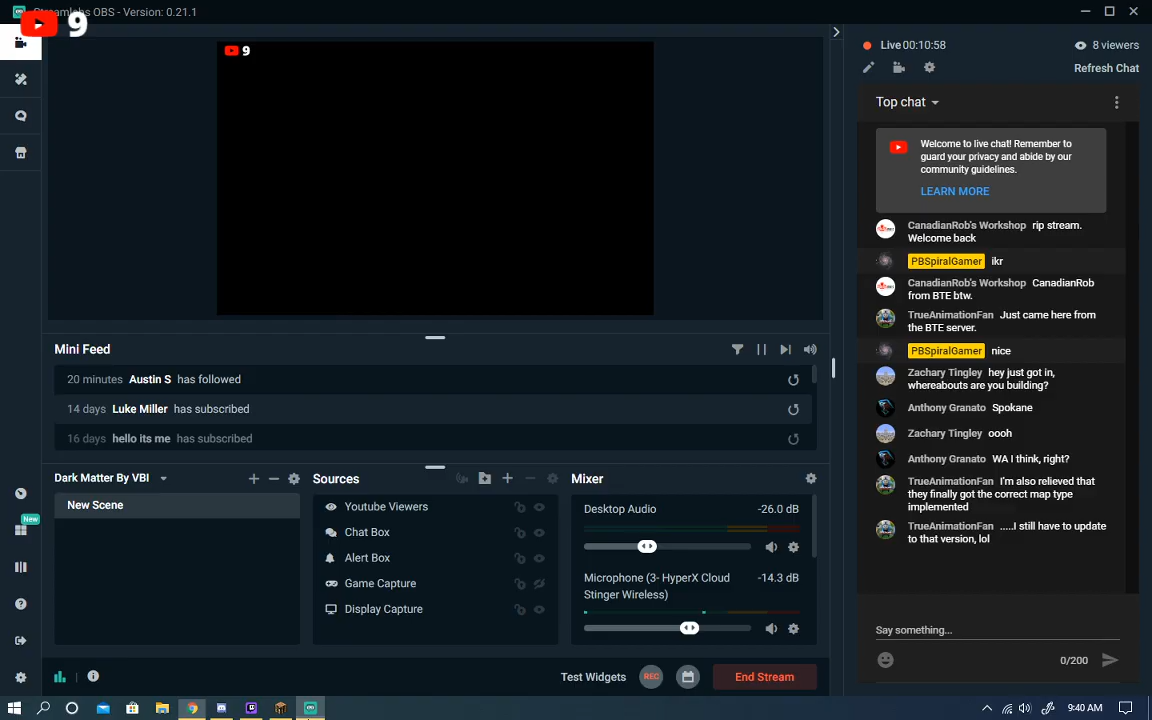 Streamlabs OBS - Version: 0.21.1
9
9
Live 00:10:58
8 viewers
Refresh Chat
Top chat
Welcome to live chat! Remember to
guard your privacy and abide by our
community guidelines.
LEARN MORE
CanadianRob's Workshop rip stream.
Welcome back
PBSpiralGamer ikr
CanadianRob's Workshop CanadianRob
from BTE btw.
TrueAnimationFan Just came here from
the BTE server.
PBSpiralGamer nice
Zachary Tingley hey just got in,
whereabouts are you building?
Anthony Granato Spokane
Zachary Tingley oooh
Anthony Granato WA I think, right?
TrueAnimationFan I'm also relieved that
they finally got the correct map type
implemented
TrueAnimationFan .....I still have to update
to that version, lol
Say something...
0/200
Mini Feed
20 minutes Austin S has followed
14 days Luke Miller has subscribed
16 days hello its me has subscribed
Dark Matter By VBI
New Scene
Sources
Youtube Viewers
Chat Box
Alert Box
Game Capture
Display Capture
Mixer
Desktop Audio -26.0 dB
Microphone (3- HyperX Cloud
Stinger Wireless) -14.3 dB
New
Test Widgets
REC
End Stream
9:40 AM